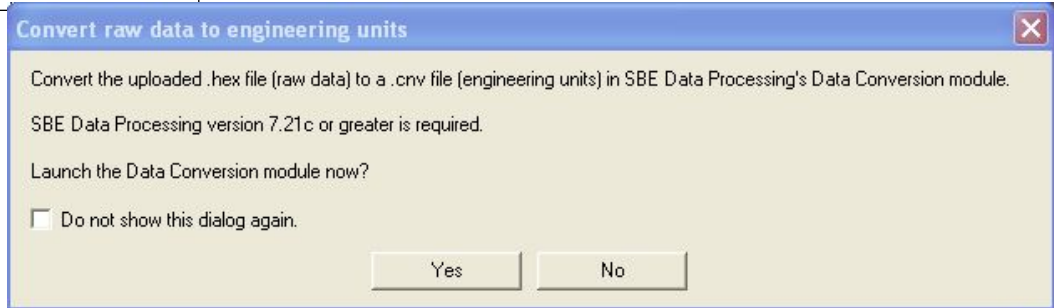 Convert raw data to engineering units
Convert the uploaded .hex file (raw data) to a .cnv file (engineering units) in SBE Data Processing's Data Conversion module.
SBE Data Processing version 7.21c or greater is required.
Launch the Data Conversion module now?
Do not show this dialog again.
Yes No